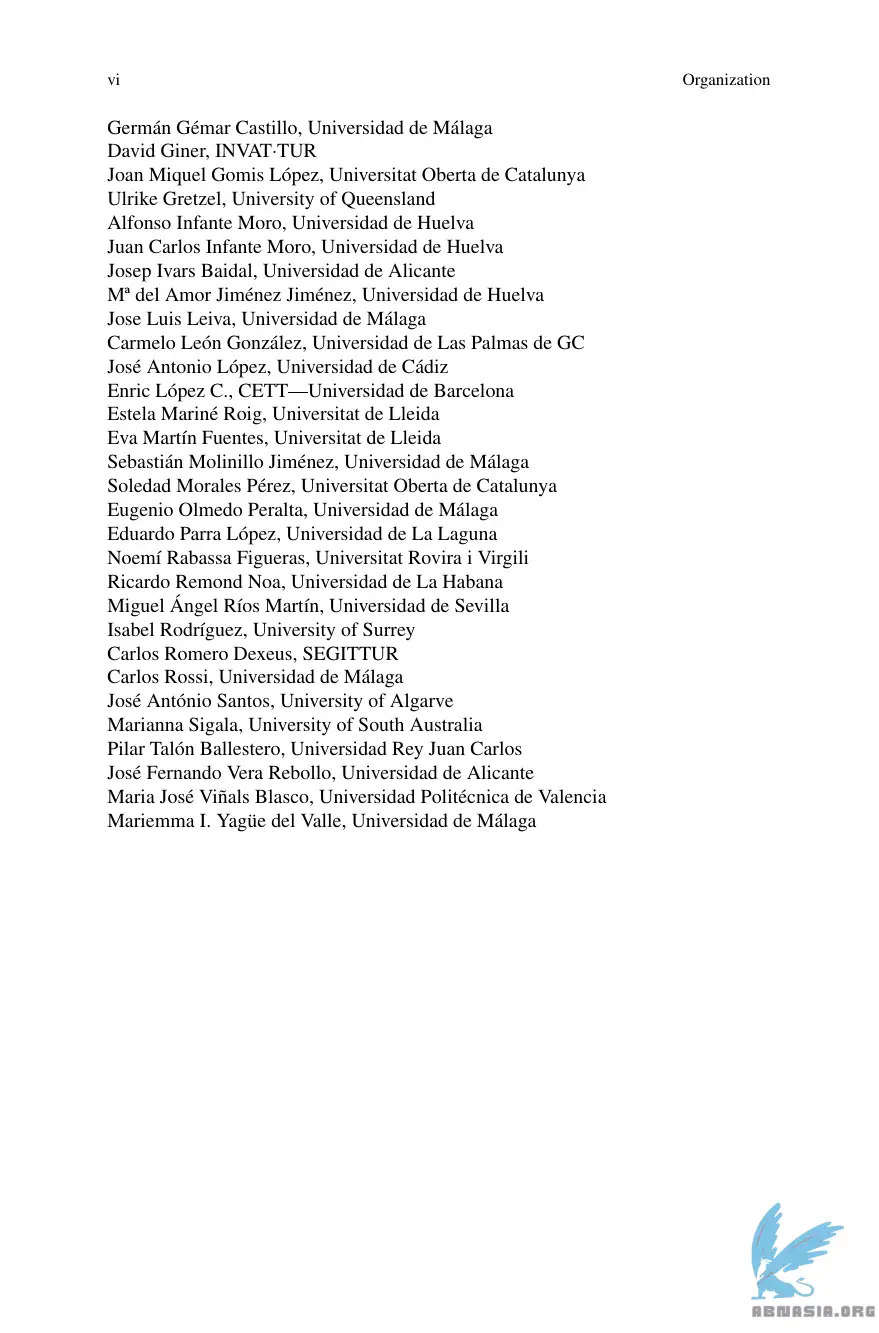 vi Organization
Germán Gémar Castillo, Universidad de Málaga
David Giner, INVAT·TUR
Joan Miquel Gomis López, Universitat Oberta de Catalunya
Ulrike Gretzel, University of Queensland
Alfonso Infante Moro, Universidad de Huelva
Juan Carlos Infante Moro, Universidad de Huelva
Josep Ivars Baidal, Universidad de Alicante
Mª del Amor Jiménez Jiménez, Universidad de Huelva
Jose Luis Leiva, Universidad de Málaga
Carmelo León González, Universidad de Las Palmas de GC
José Antonio López, Universidad de Cádiz
Enric López C., CETT—Universidad de Barcelona
Estela Mariné Roig, Universitat de Lleida
Eva Martín Fuentes, Universitat de Lleida
Sebastián Molinillo Jiménez, Universidad de Málaga
Soledad Morales Pérez, Universitat Oberta de Catalunya
Eugenio Olmedo Peralta, Universidad de Málaga
Eduardo Parra López, Universidad de La Laguna
Noemí Rabassa Figueras, Universitat Rovira i Virgili
Ricardo Remond Noa, Universidad de La Habana
Miguel Ángel Ríos Martín, Universidad de Sevilla
Isabel Rodríguez, University of Surrey
Carlos Romero Dexeus, SEGITTUR
Carlos Rossi, Universidad de Málaga
José António Santos, University of Algarve
Marianna Sigala, University of South Australia
Pilar Talón Ballestero, Universidad Rey Juan Carlos
José Fernando Vera Rebollo, Universidad de Alicante
Maria José Viñals Blasco, Universidad Politécnica de Valencia
Mariemma I. Yagüe del Valle, Universidad de Málaga
ABNASIA.ORG